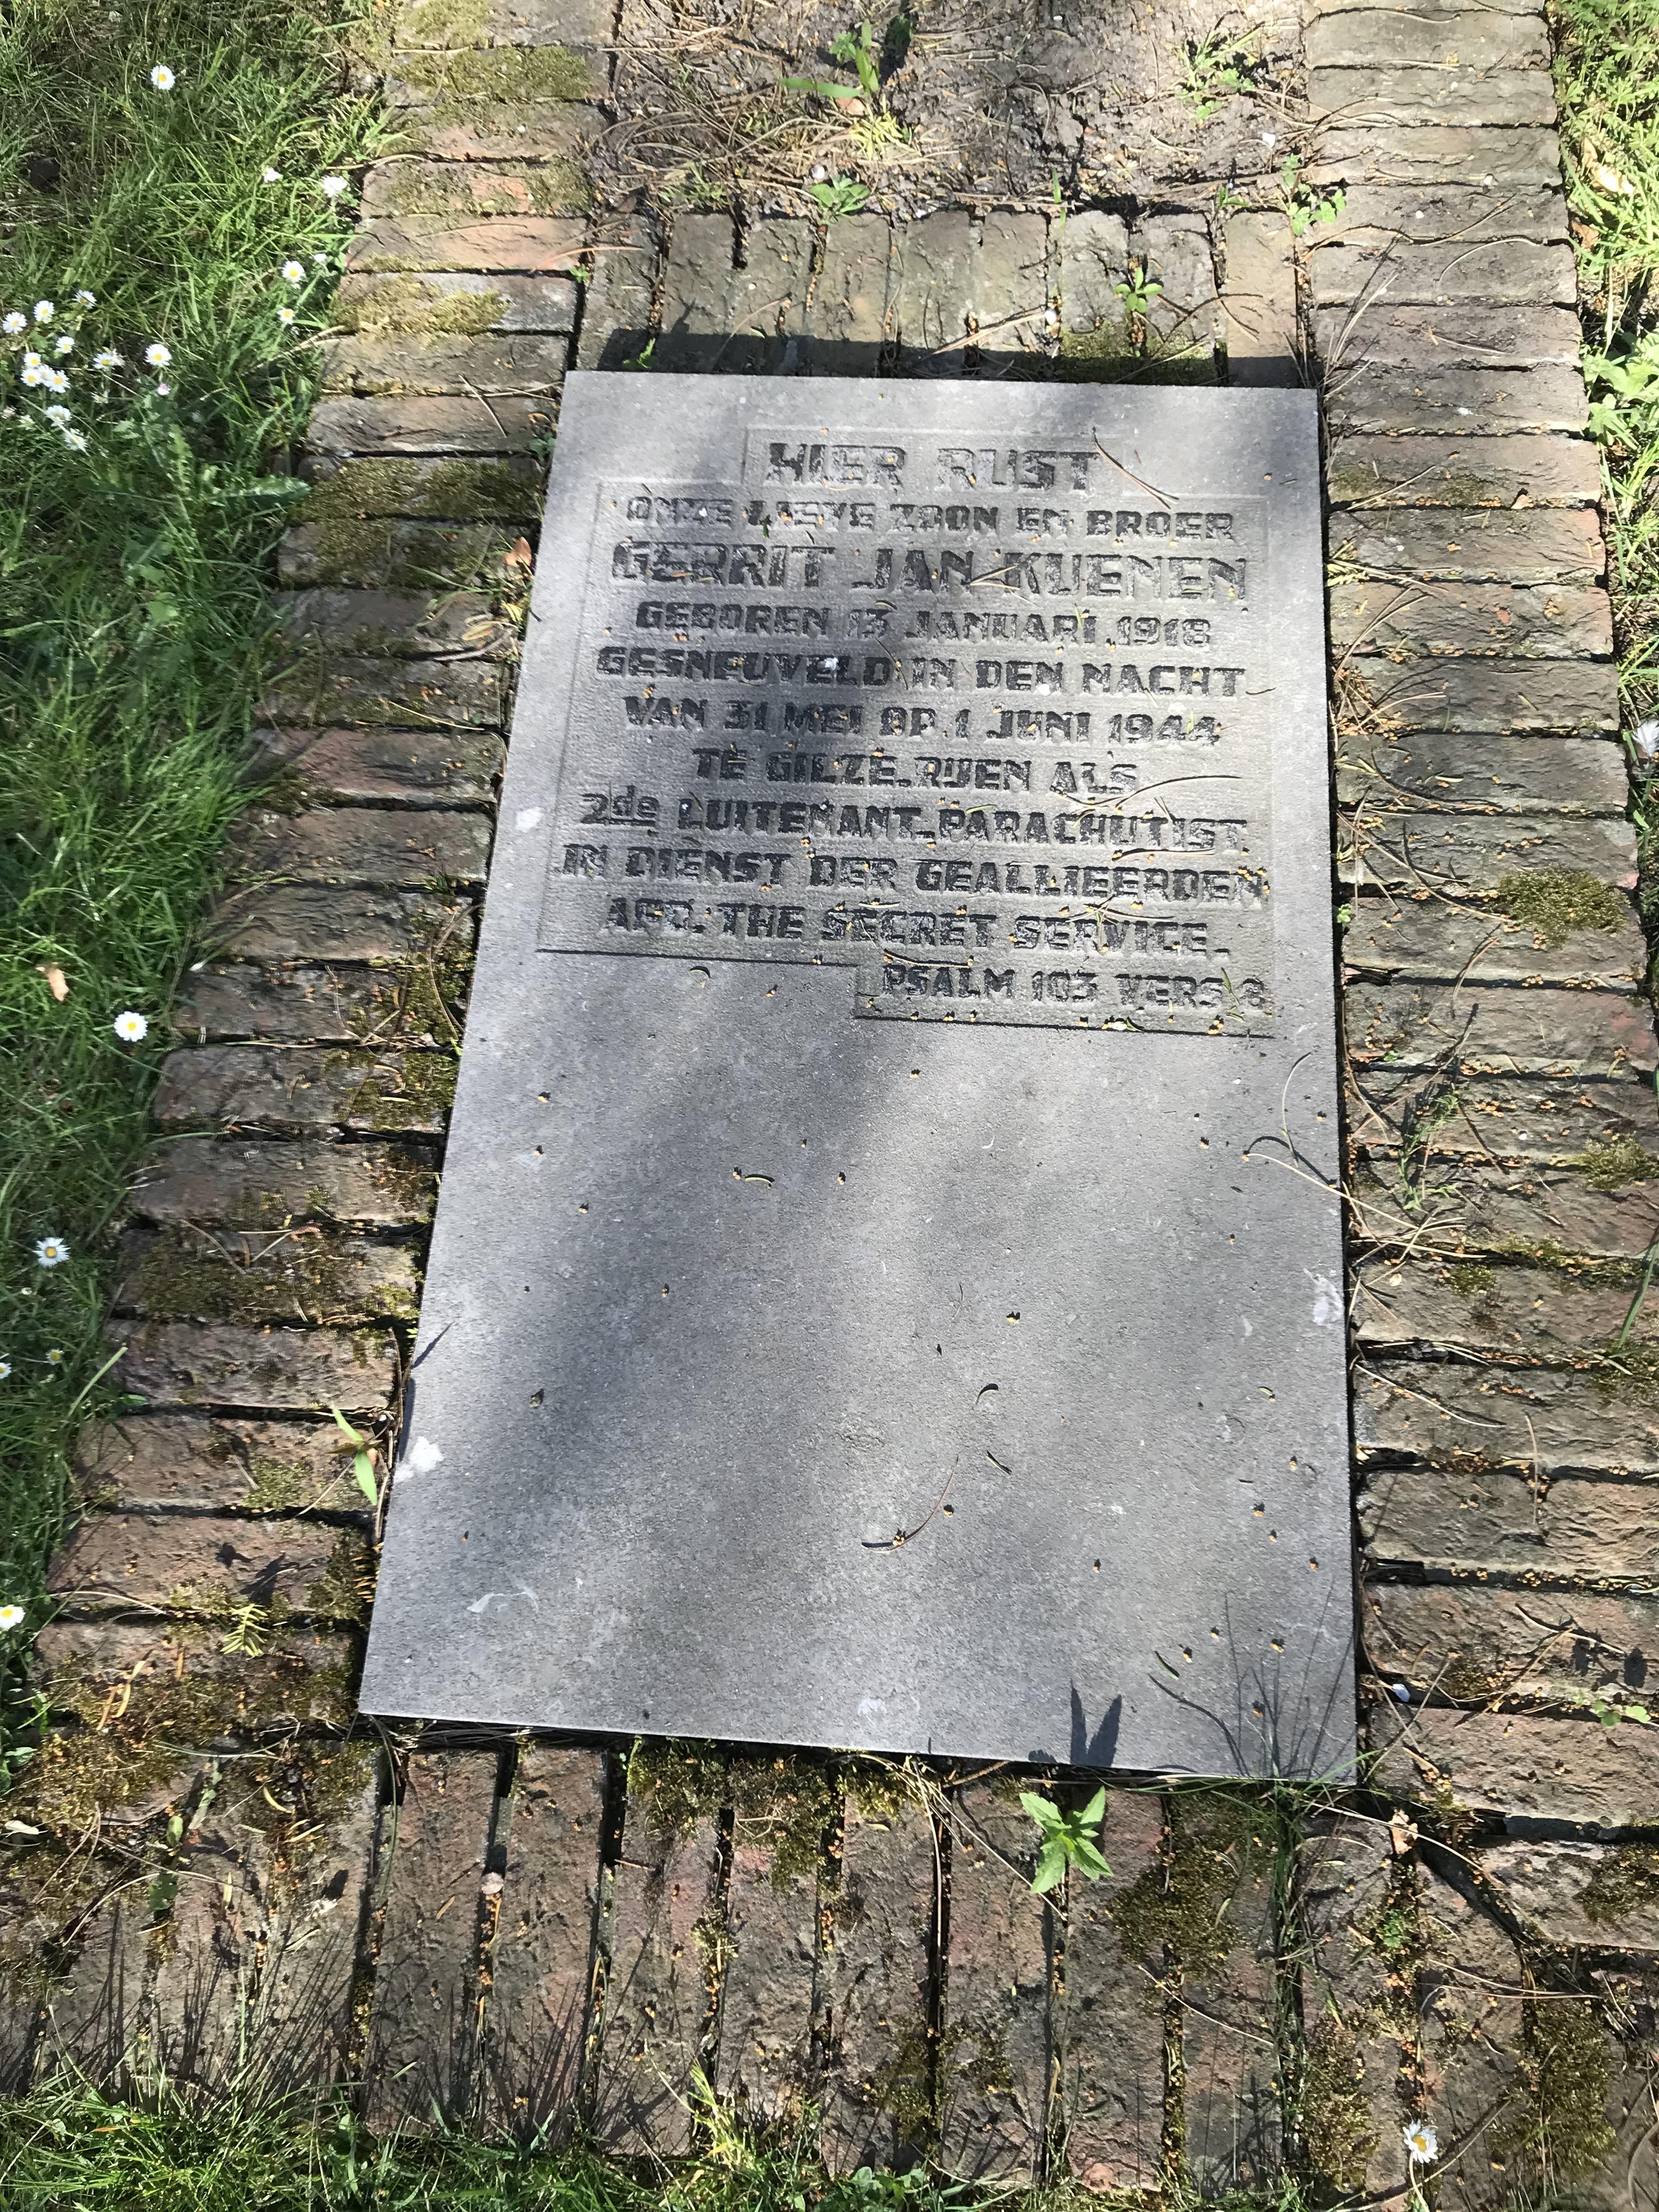 HIER RUST
ONZE LIEVE ZOON EN BROER
GERRIT JAN KUENEN
GEBOREN 13 JANUARI 1918
GESNEUVELD IN DEN NACHT
VAN 31 MEI OP 1 JUNI 1944
TE GILZE-RIJEN ALS
2de LUITENANT-PARACHUTIST
IN DIENST DER GEALLIEERDEN
AFD. THE SECRET SERVICE.
PSALM 103 VERS 8